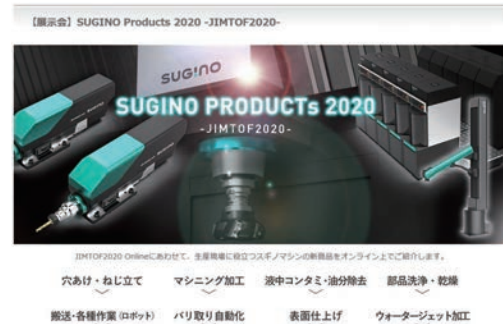 【展示会】SUGINO Products 2020 -JIMTOF2020-
SUGINO
SUGINO PRODUCTs 2020
-JIMTOF2020-
JIMTOF2020 Onlineにあわせて、生産現場に役立つスギノマシンの新商品をオンライン上でご紹介します。
穴あけ・ねじ立て マシニング加工 液中コンタミ・油分除去 部品洗浄・乾燥
搬送・各種作業(ロボット) バリ取り自動化 表面仕上げ ウォータージェット加工